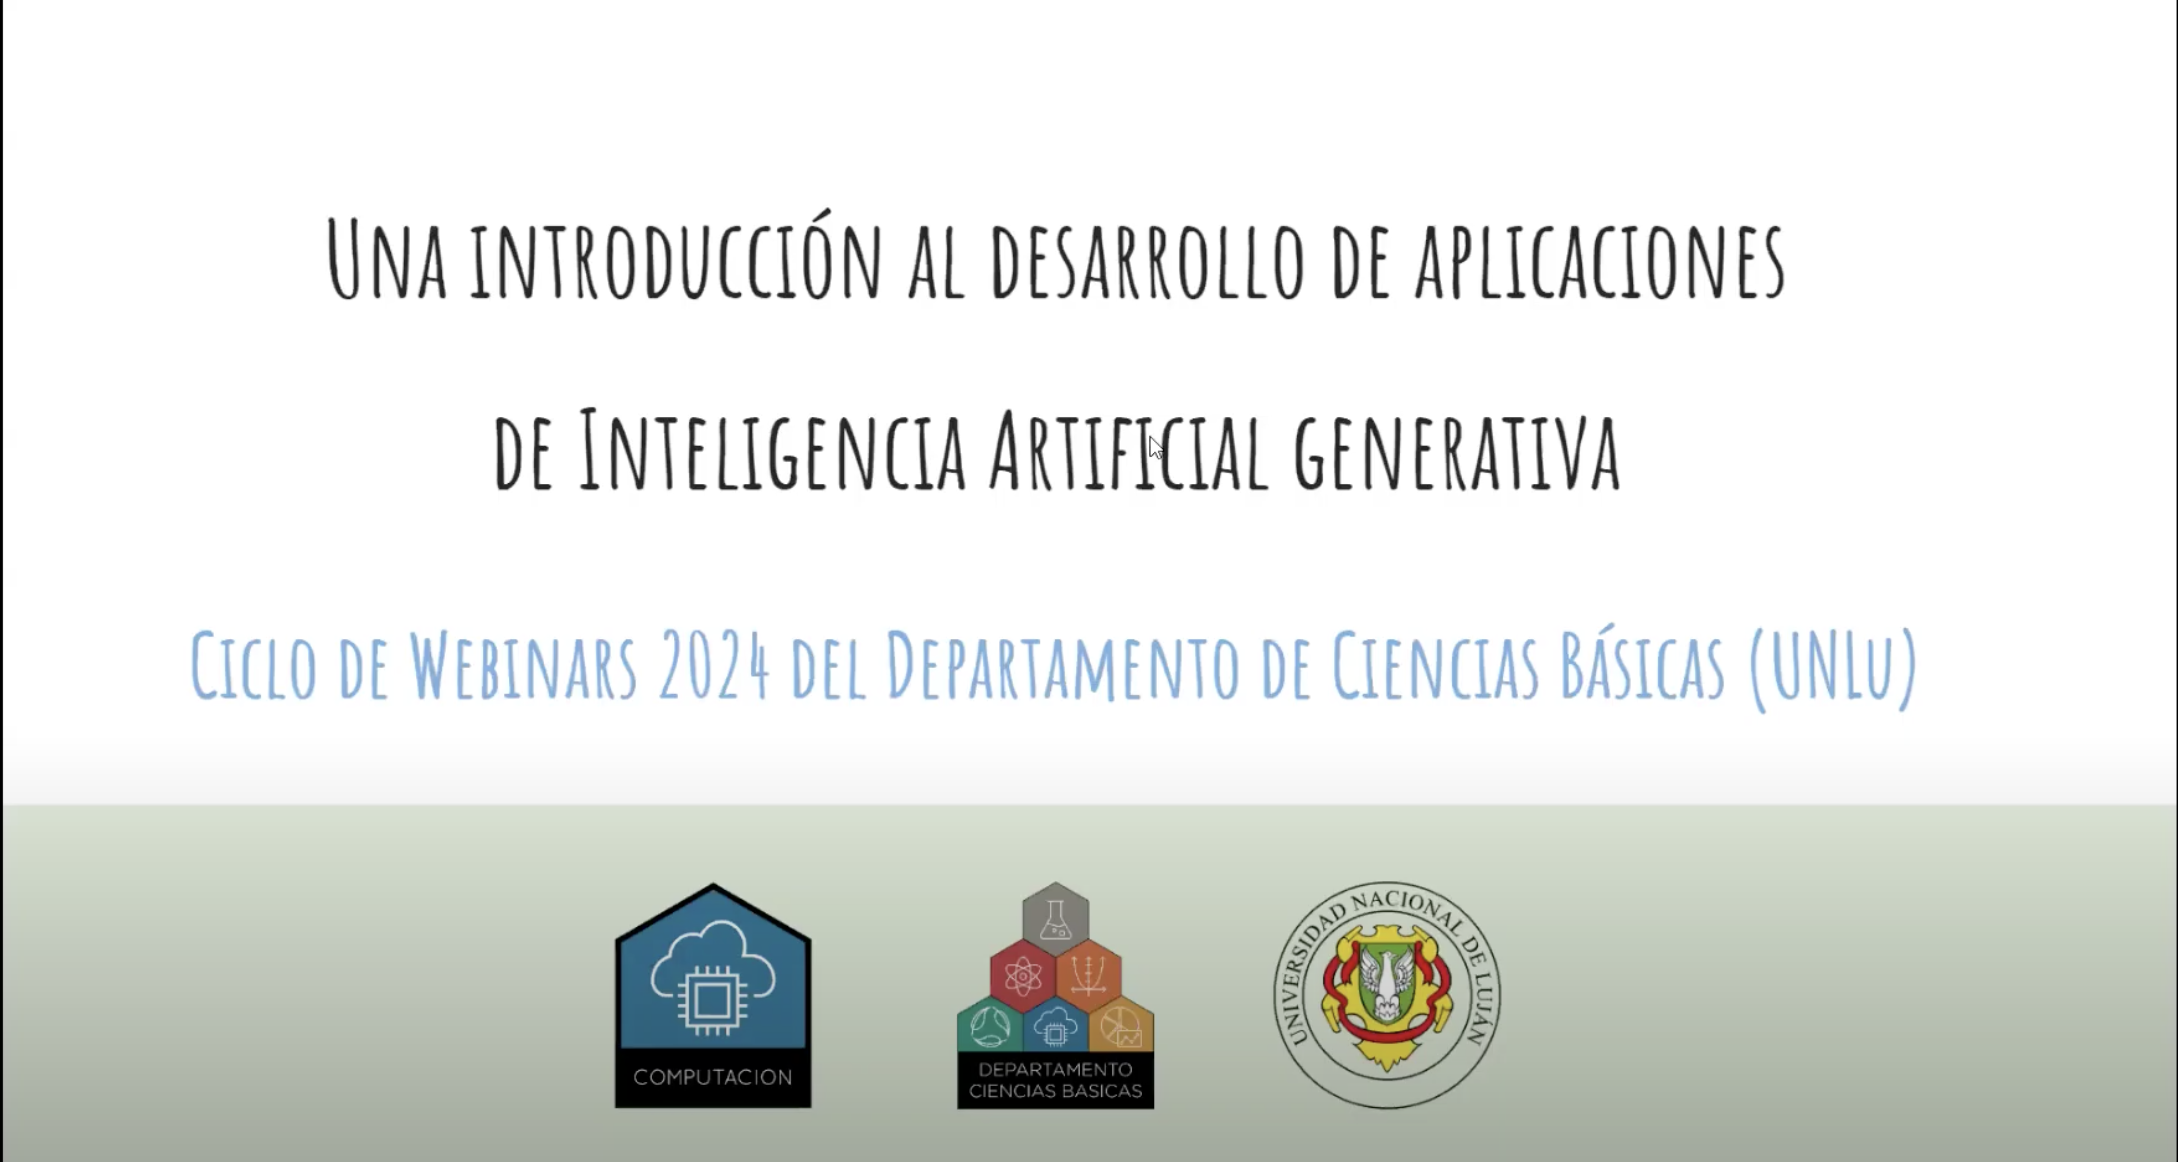 Una introducción al desarrollo de aplicaciones
de Inteligencia Artificial generativa
Ciclo de Webinars 2024 del Departamento de Ciencias Básicas (UNLu)
COMPUTACION
DEPARTAMENTO
CIENCIAS BASICAS
UNIVERSIDAD NACIONAL DE LUJÁN